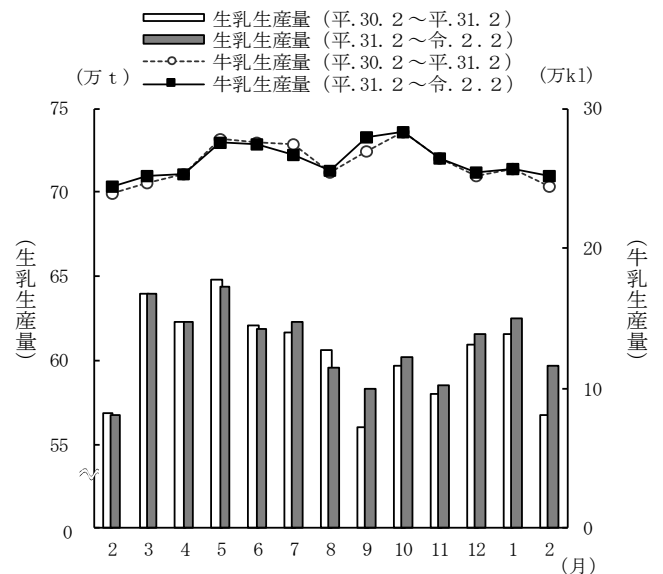 生乳生産量（平.30.２～平.31.２）
生乳生産量（平.31.２～令.２.２）
牛乳生産量（平.30.２～平.31.２）
牛乳生産量（平.31.２～令.２.２）
(万ｔ)
(万kl)
75
70
65
60
55
0
（生乳生産量）
30
20
10
0
（牛乳生産量）
2 3 4 5 6 7 8 9 10 11 12 1 2
(月)